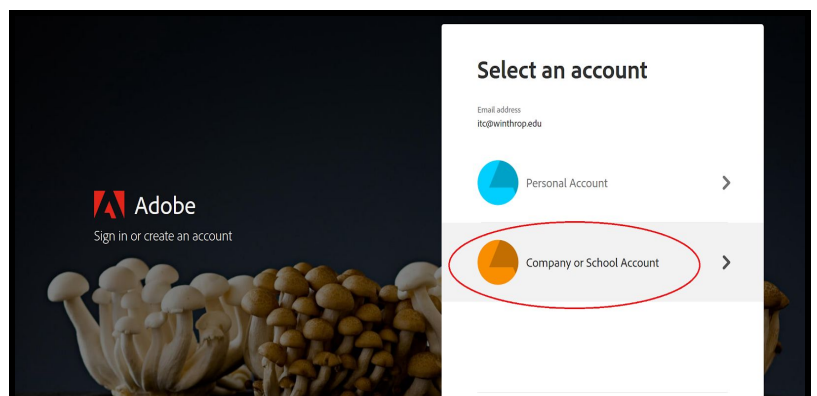 Adobe
Sign in or create an account
Select an account
Email address
itc@winthrop.edu
Personal Account
Company or School Account